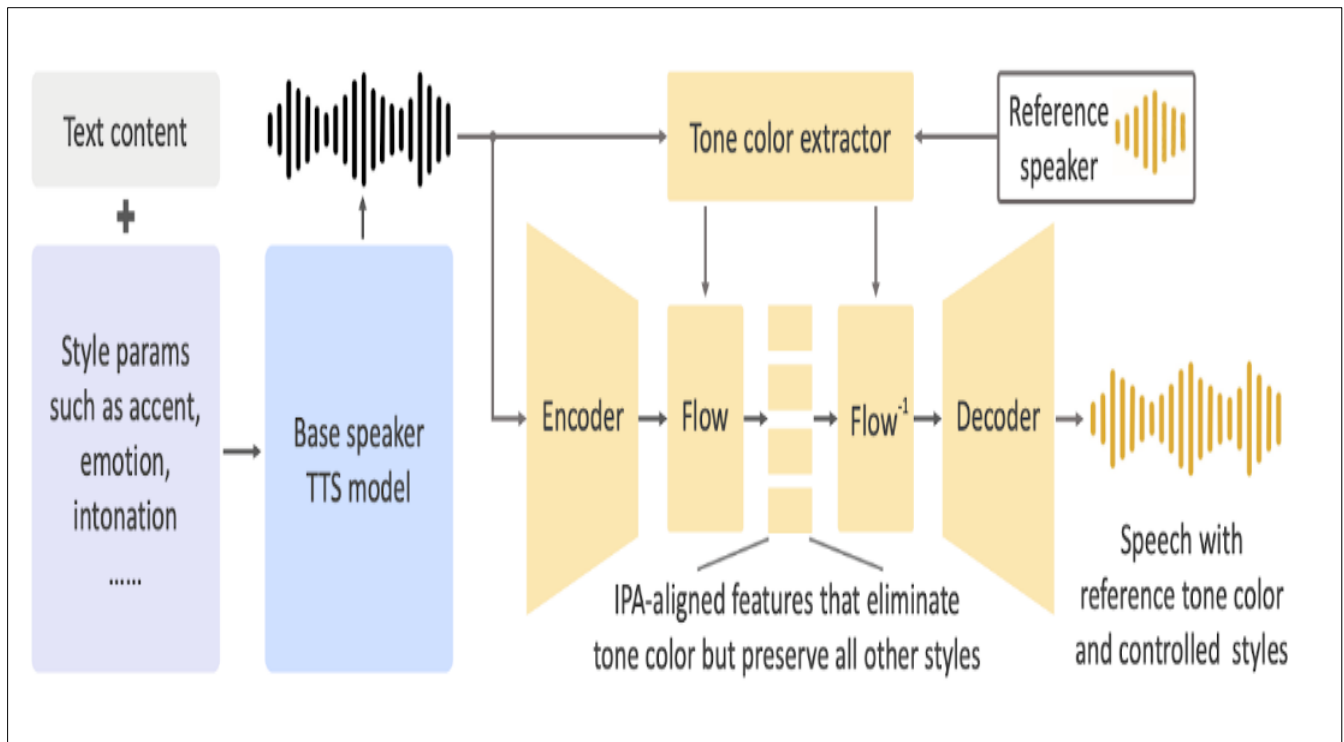 Text content
+
Style params
such as accent,
emotion,
intonation
......
Base speaker
TTS model
Tone color extractor
Reference
speaker
Encoder
Flow
Flow⁻¹
Decoder
IPA-aligned features that eliminate
tone color but preserve all other styles
Speech with
reference tone color
and controlled styles